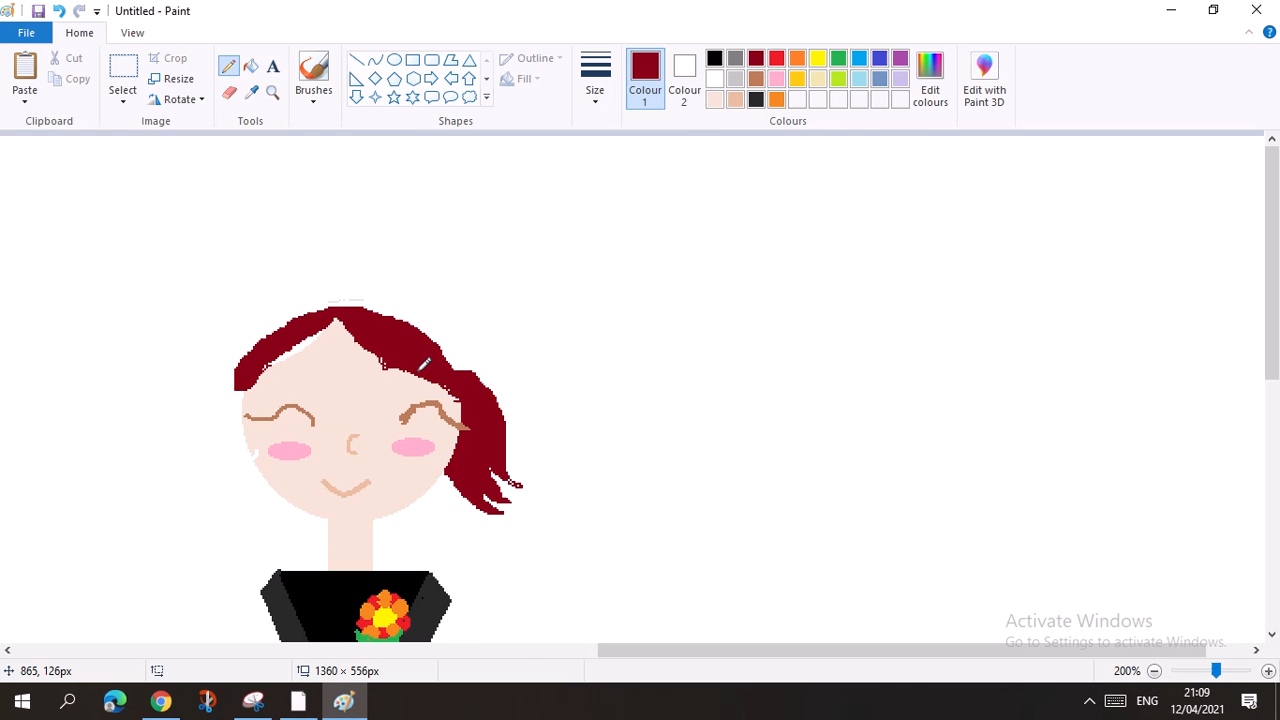 Untitled - Paint
File Home View
Paste Cut Copy
Clipboard
Select Crop Resize Rotate
Image
A
Tools
Brushes
Shapes
Outline Fill
Size
Colour 1 Colour 2
Edit colours
Colours
Edit with Paint 3D
Activate Windows
Go to Settings to activate Windows.
865, 126px 1360 × 556px 200%
ENG 21:09 12/04/2021